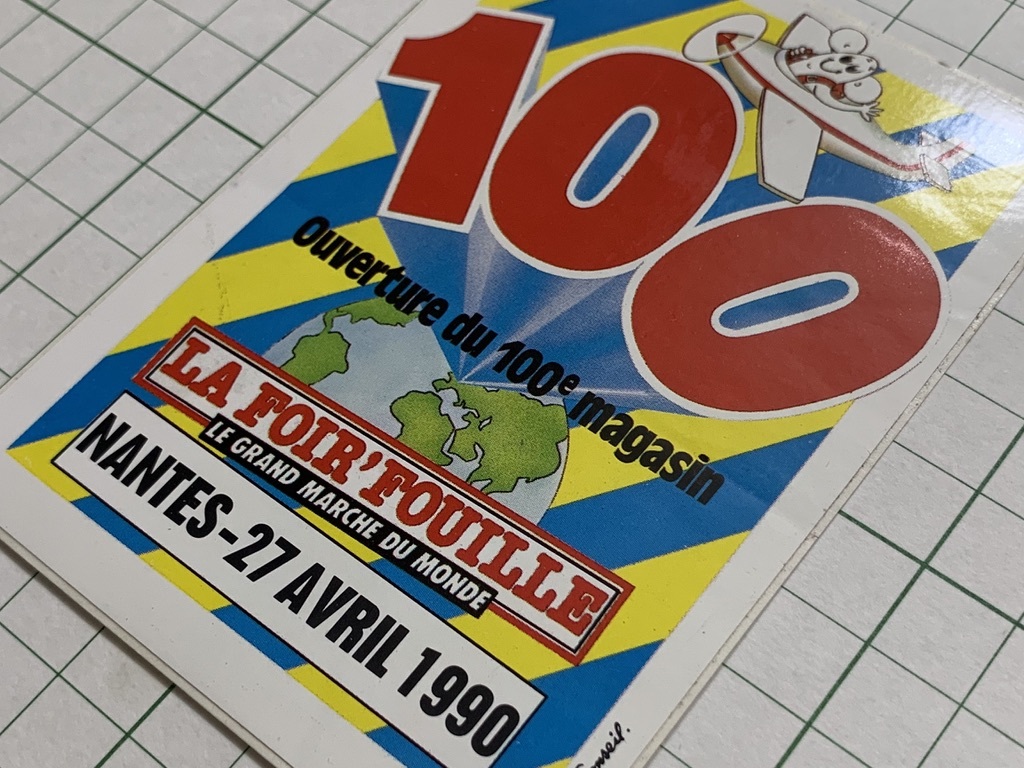 100
Ouverture du 100e magasin
LA FOIR'FOUILLE
LE GRAND MARCHE DU MONDE
NANTES-27 AVRIL 1990